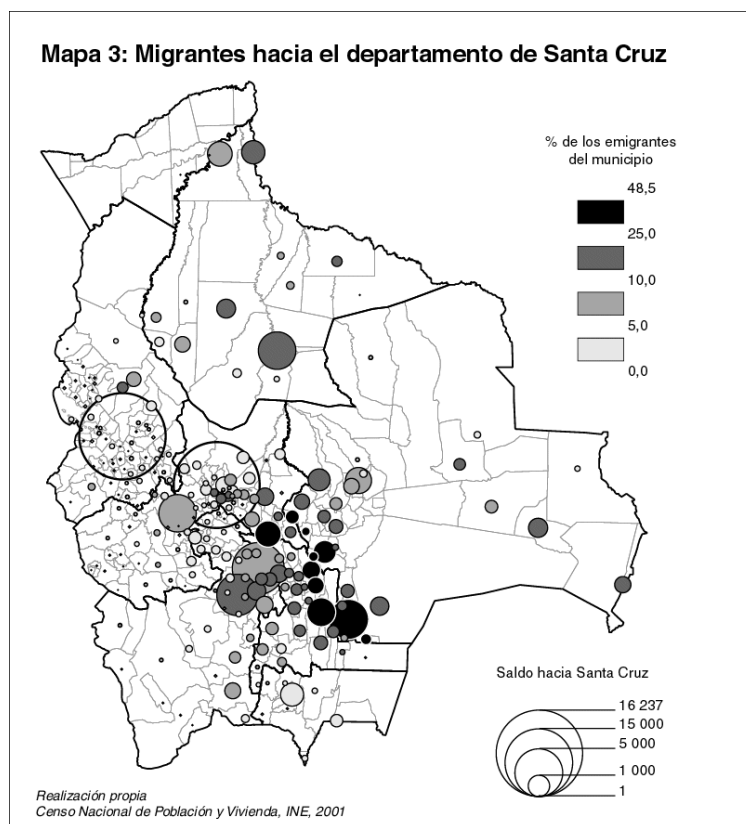 Mapa 3: Migrantes hacia el departamento de Santa Cruz
% de los emigrantes
del municipio
48,5
25,0
10,0
5,0
0,0
Saldo hacia Santa Cruz
16 237
15 000
5 000
1 000
1
Realización propia
Censo Nacional de Población y Vivienda, INE, 2001